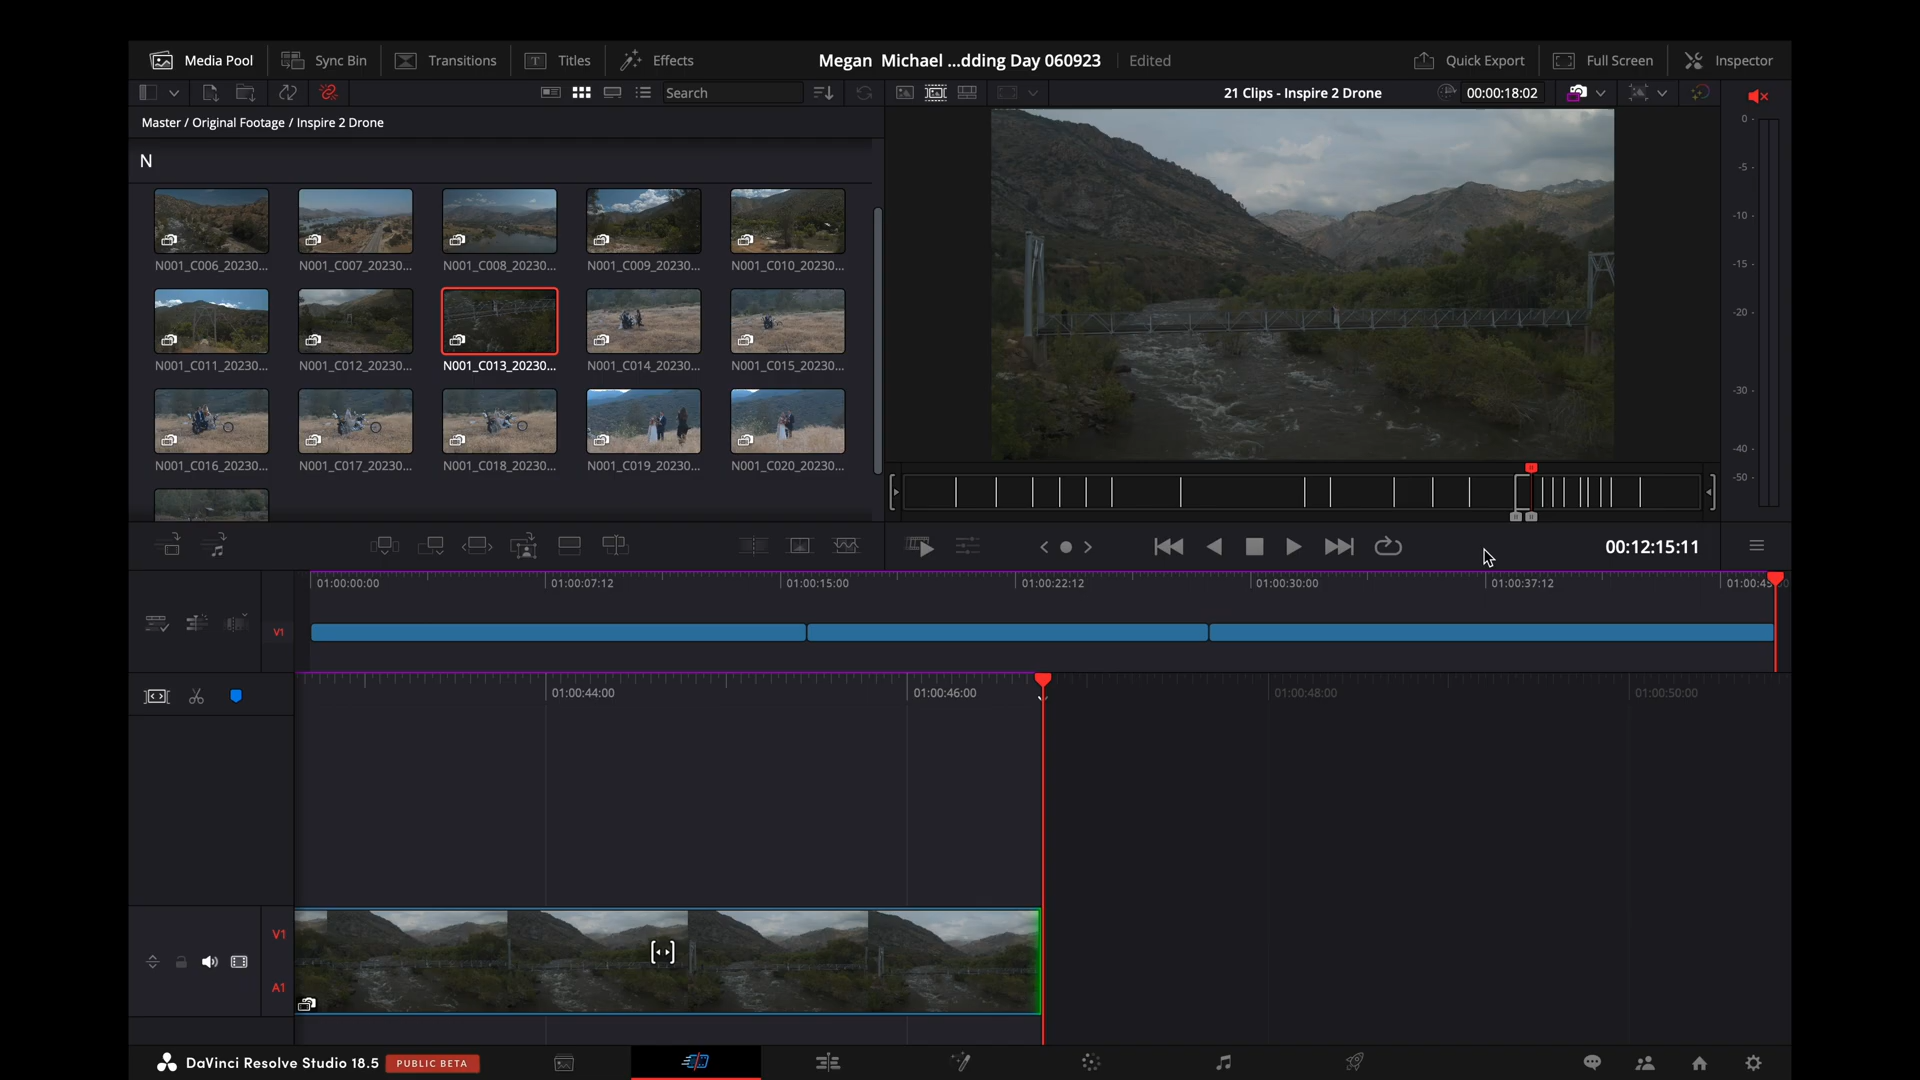 Media Pool Sync Bin Transitions Titles Effects Megan Michael ...dding Day 060923 Edited Quick Export Full Screen Inspector
Search 21 Clips - Inspire 2 Drone 00:00:18:02
Master / Original Footage / Inspire 2 Drone
N
N001_C006_20230... N001_C007_20230... N001_C008_20230... N001_C009_20230... N001_C010_20230...
N001_C011_20230... N001_C012_20230... N001_C013_20230... N001_C014_20230... N001_C015_20230...
N001_C016_20230... N001_C017_20230... N001_C018_20230... N001_C019_20230... N001_C020_20230...
0 -
-5 -
-10 -
-15 -
-20 -
-30 -
-40 -
-50 -
00:12:15:11
01:00:00:00 01:00:07:12 01:00:15:00 01:00:22:12 01:00:30:00 01:00:37:12
V1
01:00:44:00 01:00:46:00 01:00:48:00 01:00:50:00
V1
A1
DaVinci Resolve Studio 18.5 PUBLIC BETA